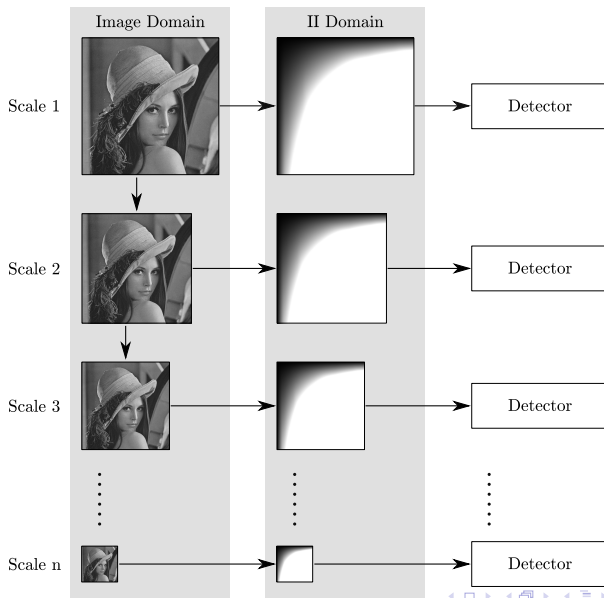 Image Domain
II Domain
Scale 1
Detector
Scale 2
Detector
Scale 3
Detector
Scale n
Detector